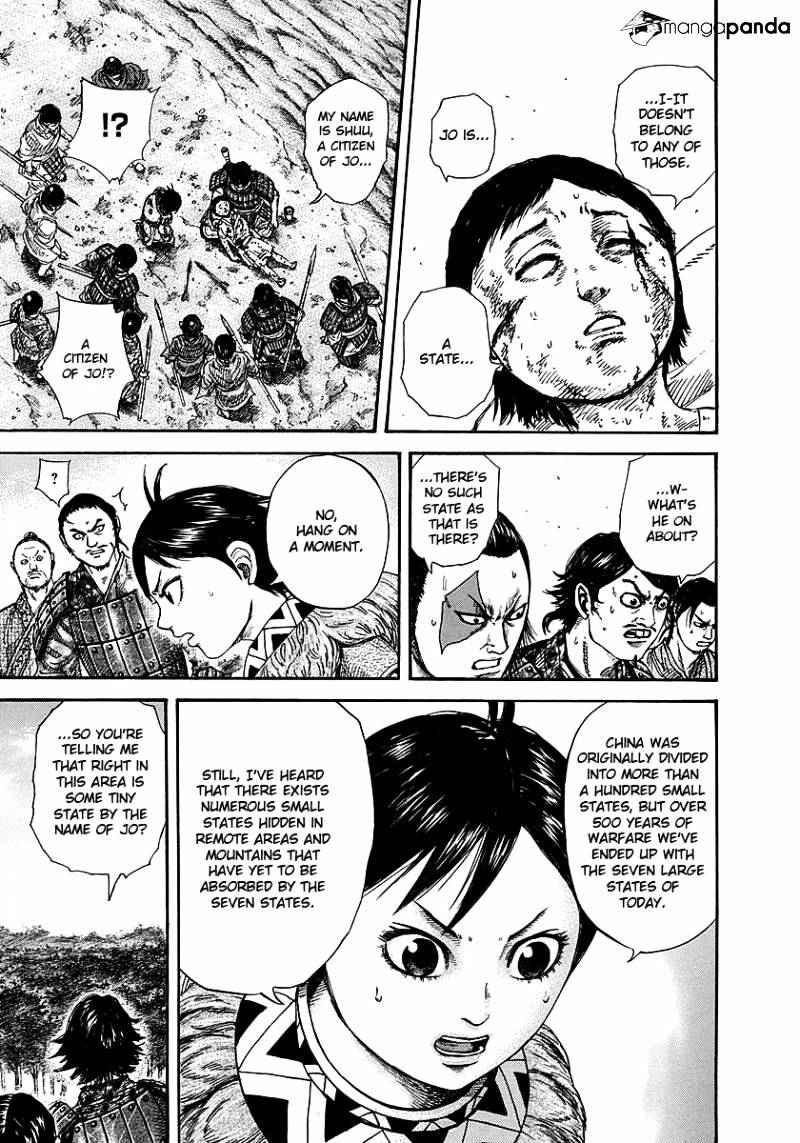 mangapanda
...I-IT
DOESN'T
BELONG
TO ANY OF
THOSE.
JO IS...
A
STATE...
MY NAME
IS SHUU,
A CITIZEN
OF JO...
!?
A
CITIZEN
OF JO!?
...W-
WHAT'S
HE ON
ABOUT?
...THERE'S
NO SUCH
STATE AS
THAT IS
THERE?
NO,
HANG ON
A MOMENT.
?
CHINA WAS
ORIGINALLY DIVIDED
INTO MORE THAN
A HUNDRED SMALL
STATES, BUT OVER
500 YEARS OF
WARFARE WE'VE
ENDED UP WITH
THE SEVEN LARGE
STATES OF
TODAY.
STILL, I'VE HEARD
THAT THERE EXISTS
NUMEROUS SMALL
STATES HIDDEN IN
REMOTE AREAS AND
MOUNTAINS THAT
HAVE YET TO BE
ABSORBED BY THE
SEVEN STATES.
...SO YOU'RE
TELLING ME
THAT RIGHT IN
THIS AREA IS
SOME TINY
STATE BY THE
NAME OF JO?